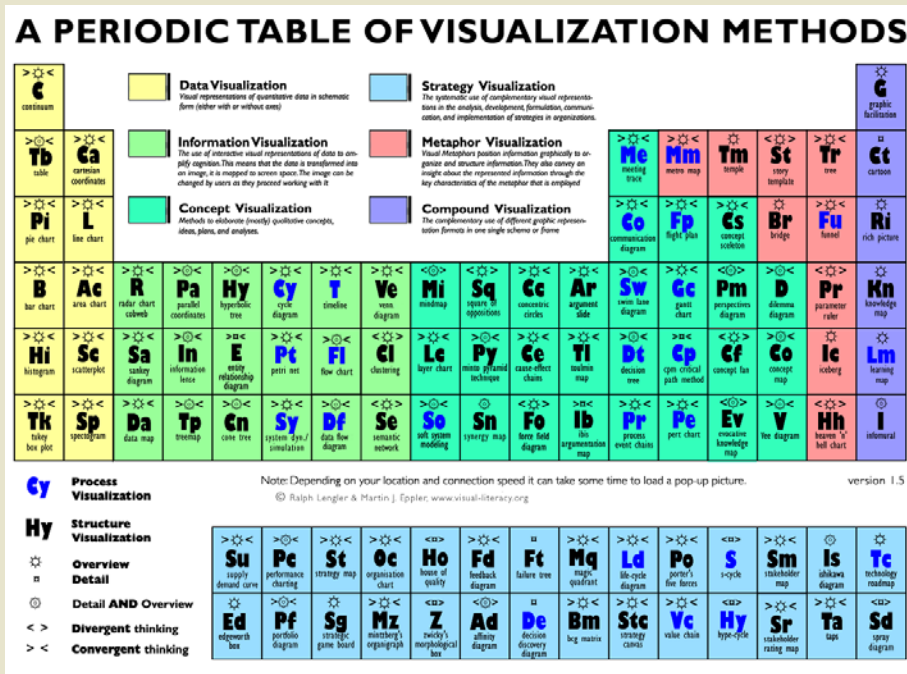 A PERIODIC TABLE OF VISUALIZATION METHODS
> < C continuum
Data Visualization
Visual representations of quantitative data in schematic
form (either with or without axes)
Strategy Visualization
The systematic use of complementary visual representa-
tions in the analysis, development, formulation, communi-
cation, and implementation of strategies in organizations.
G graphic facilitation
> < Tb table
> < Ca cartesian coordinates
Information Visualization
The use of interactive visual representations of data to am-
plify cognition. This means that the data is transformed into
an image, it is mapped to screen space. The image can be
changed by users as they proceed working with it
Metaphor Visualization
Visual Metaphors position information graphically to or-
ganize and structure information. They also convey an
insight about the represented information through the
key characteristics of the metaphor that is employed
> < Me meeting trace
> < Mm metro map
Tm temple
< > St story template
> < Tr tree
Ct cartoon
> < Pi pie chart
> < L line chart
Concept Visualization
Methods to elaborate (mostly) qualitative concepts,
ideas, plans, and analyses.
Compound Visualization
The complementary use of different graphic represen-
tation formats in one single schema or frame
> < Co communication diagram
> < Fp flight plan
> < Cs concept sceleton
Br bridge
> < Fu funnel
Ri rich picture
> < B bar chart
> < Ac area chart
> < R radar chart cobweb
> < Pa parallel coordinates
> < Hy hyperbolic tree
> < Cy cycle diagram
> < T timeline
> < Ve venn diagram
< > Mi mindmap
< > Sq square of oppositions
> < Cc concentric circles
> < Ar argument slide
> < Sw swim lane diagram
> < Gc gantt chart
< > Pm perspectives diagram
> < D dilemma diagram
< > Pr parameter ruler
Kn knowledge map
> < Hi histogram
> < Sc scatterplot
> < Sa sankey diagram
> < In information lense
> < E entity relationship diagram
> < Pt petri net
> < Fl flow chart
< > Cl clustering
> < Lc layer chart
> < Py minto pyramid technique
> < Ce cause-effect chains
> < Tl toulmin map
> < Dt decision tree
> < Cp cpm critical path method
< > Cf concept fan
> < Co concept map
Ic iceberg
Lm learning map
> < Tk tukey box plot
> < Sp spectogram
> < Da data map
> < Tp treemap
> < Cn cone tree
> < Sy system dyn./ simulation
> < Df data flow diagram
< > Se semantic network
> < So soft system modeling
Sn synergy map
< > Fo force field diagram
> < Ib ibis argumentation map
> < Pr process event chains
> < Pe pert chart
< > Ev evocative knowledge map
> < V Vee diagram
< > Hh heaven 'n' hell chart
I infomural
Cy Process Visualization
Note: Depending on your location and connection speed it can take some time to load a pop-up picture.
version 1.5
© Ralph Lengler & Martin J. Eppler, www.visual-literacy.org
Hy Structure Visualization
Overview
Detail
Detail AND Overview
< > Divergent thinking
> < Convergent thinking
> < Su supply demand curve
> < Pc performance charting
> < St strategy map
> < Oc organisation chart
< > Ho house of quality
> < Fd feedback diagram
Ft failure tree
> < Mq magic quadrant
> < Ld life-cycle diagram
> < Po porter's five forces
< > S s-cycle
> < Sm stakeholder map
Is ishikawa diagram
Tc technology roadmap
Ed edgeworth box
> < Pf portfolio diagram
Sg strategic game board
> < Mz mintzberg's organigraph
< > Z zwicky's morphological box
< > Ad affinity diagram
De decision discovery diagram
> < Bm bcg matrix
> < Stc strategy canvas
> < Vc value chain
< > Hy hype-cycle
> < Sr stakeholder rating map
Ta taps
< > Sd spray diagram